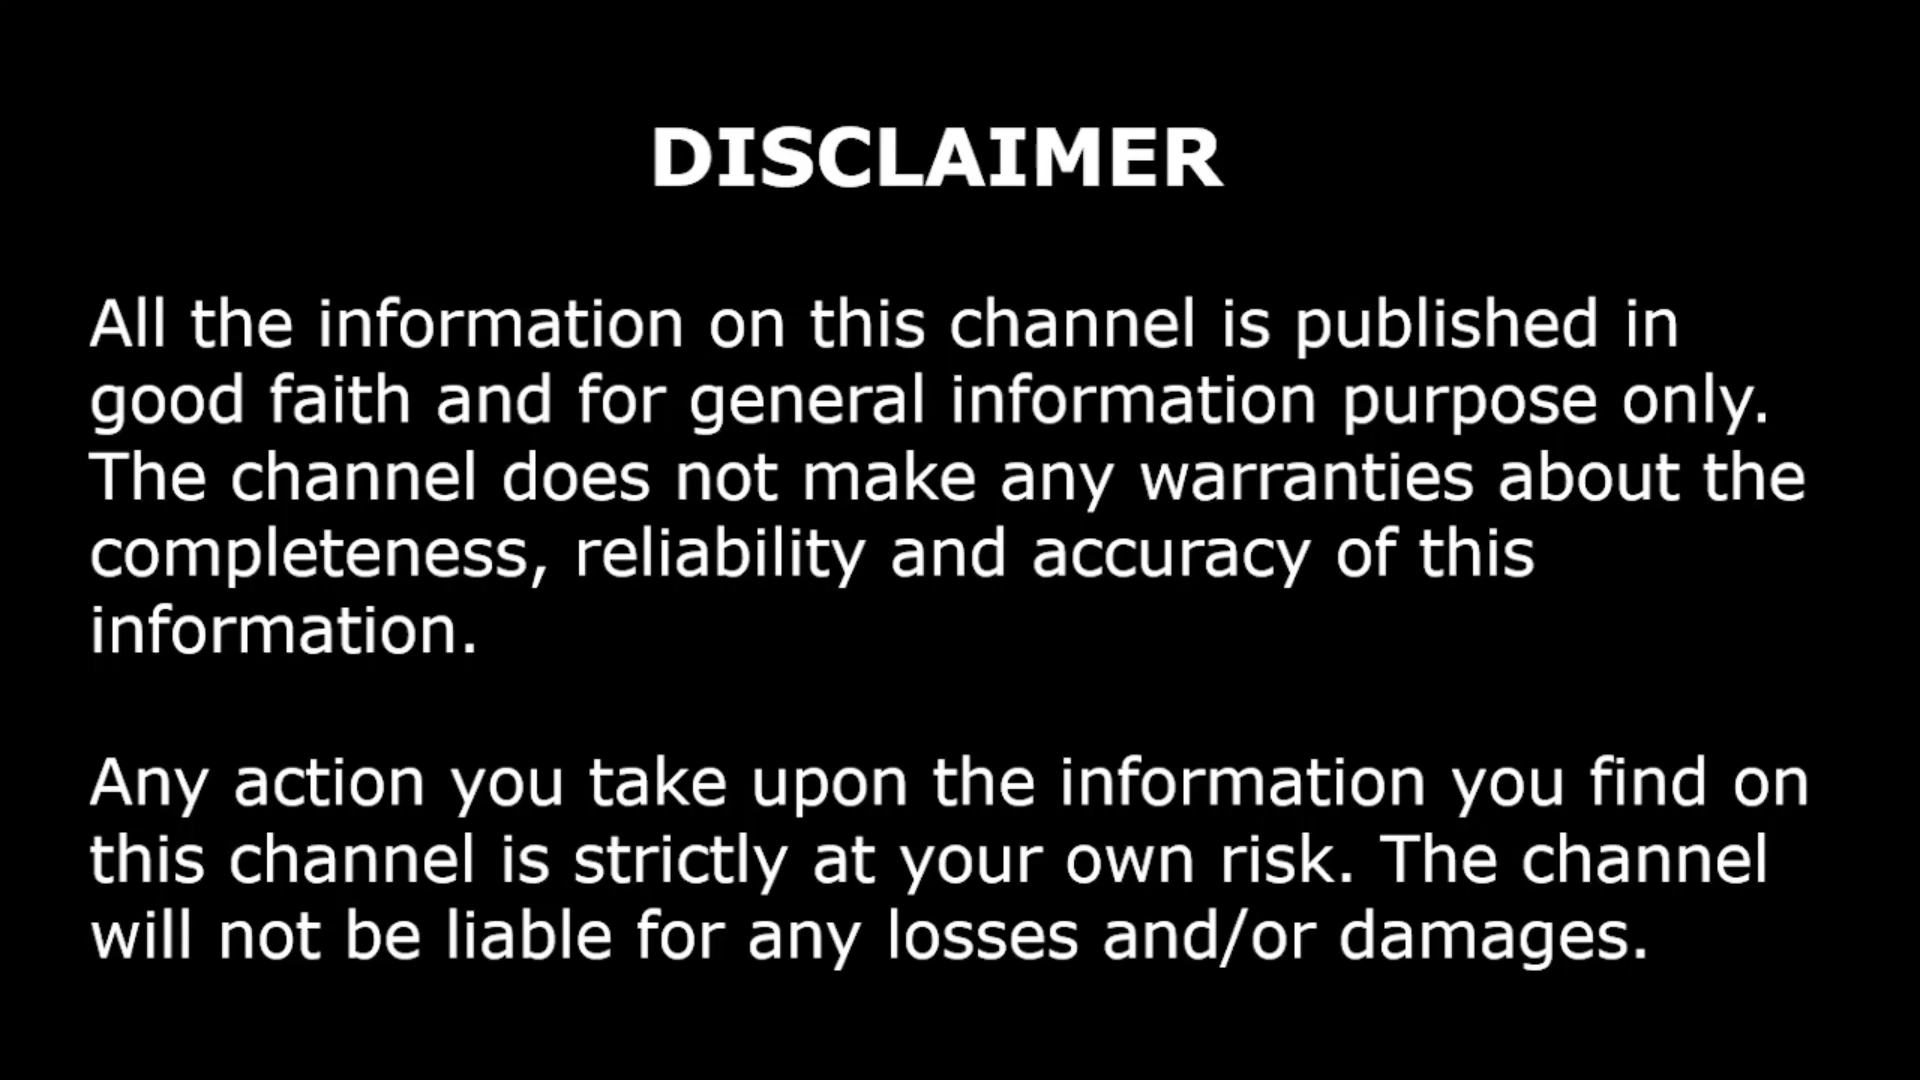 DISCLAIMER
All the information on this channel is published in
good faith and for general information purpose only.
The channel does not make any warranties about the
completeness, reliability and accuracy of this
information.
Any action you take upon the information you find on
this channel is strictly at your own risk. The channel
will not be liable for any losses and/or damages.